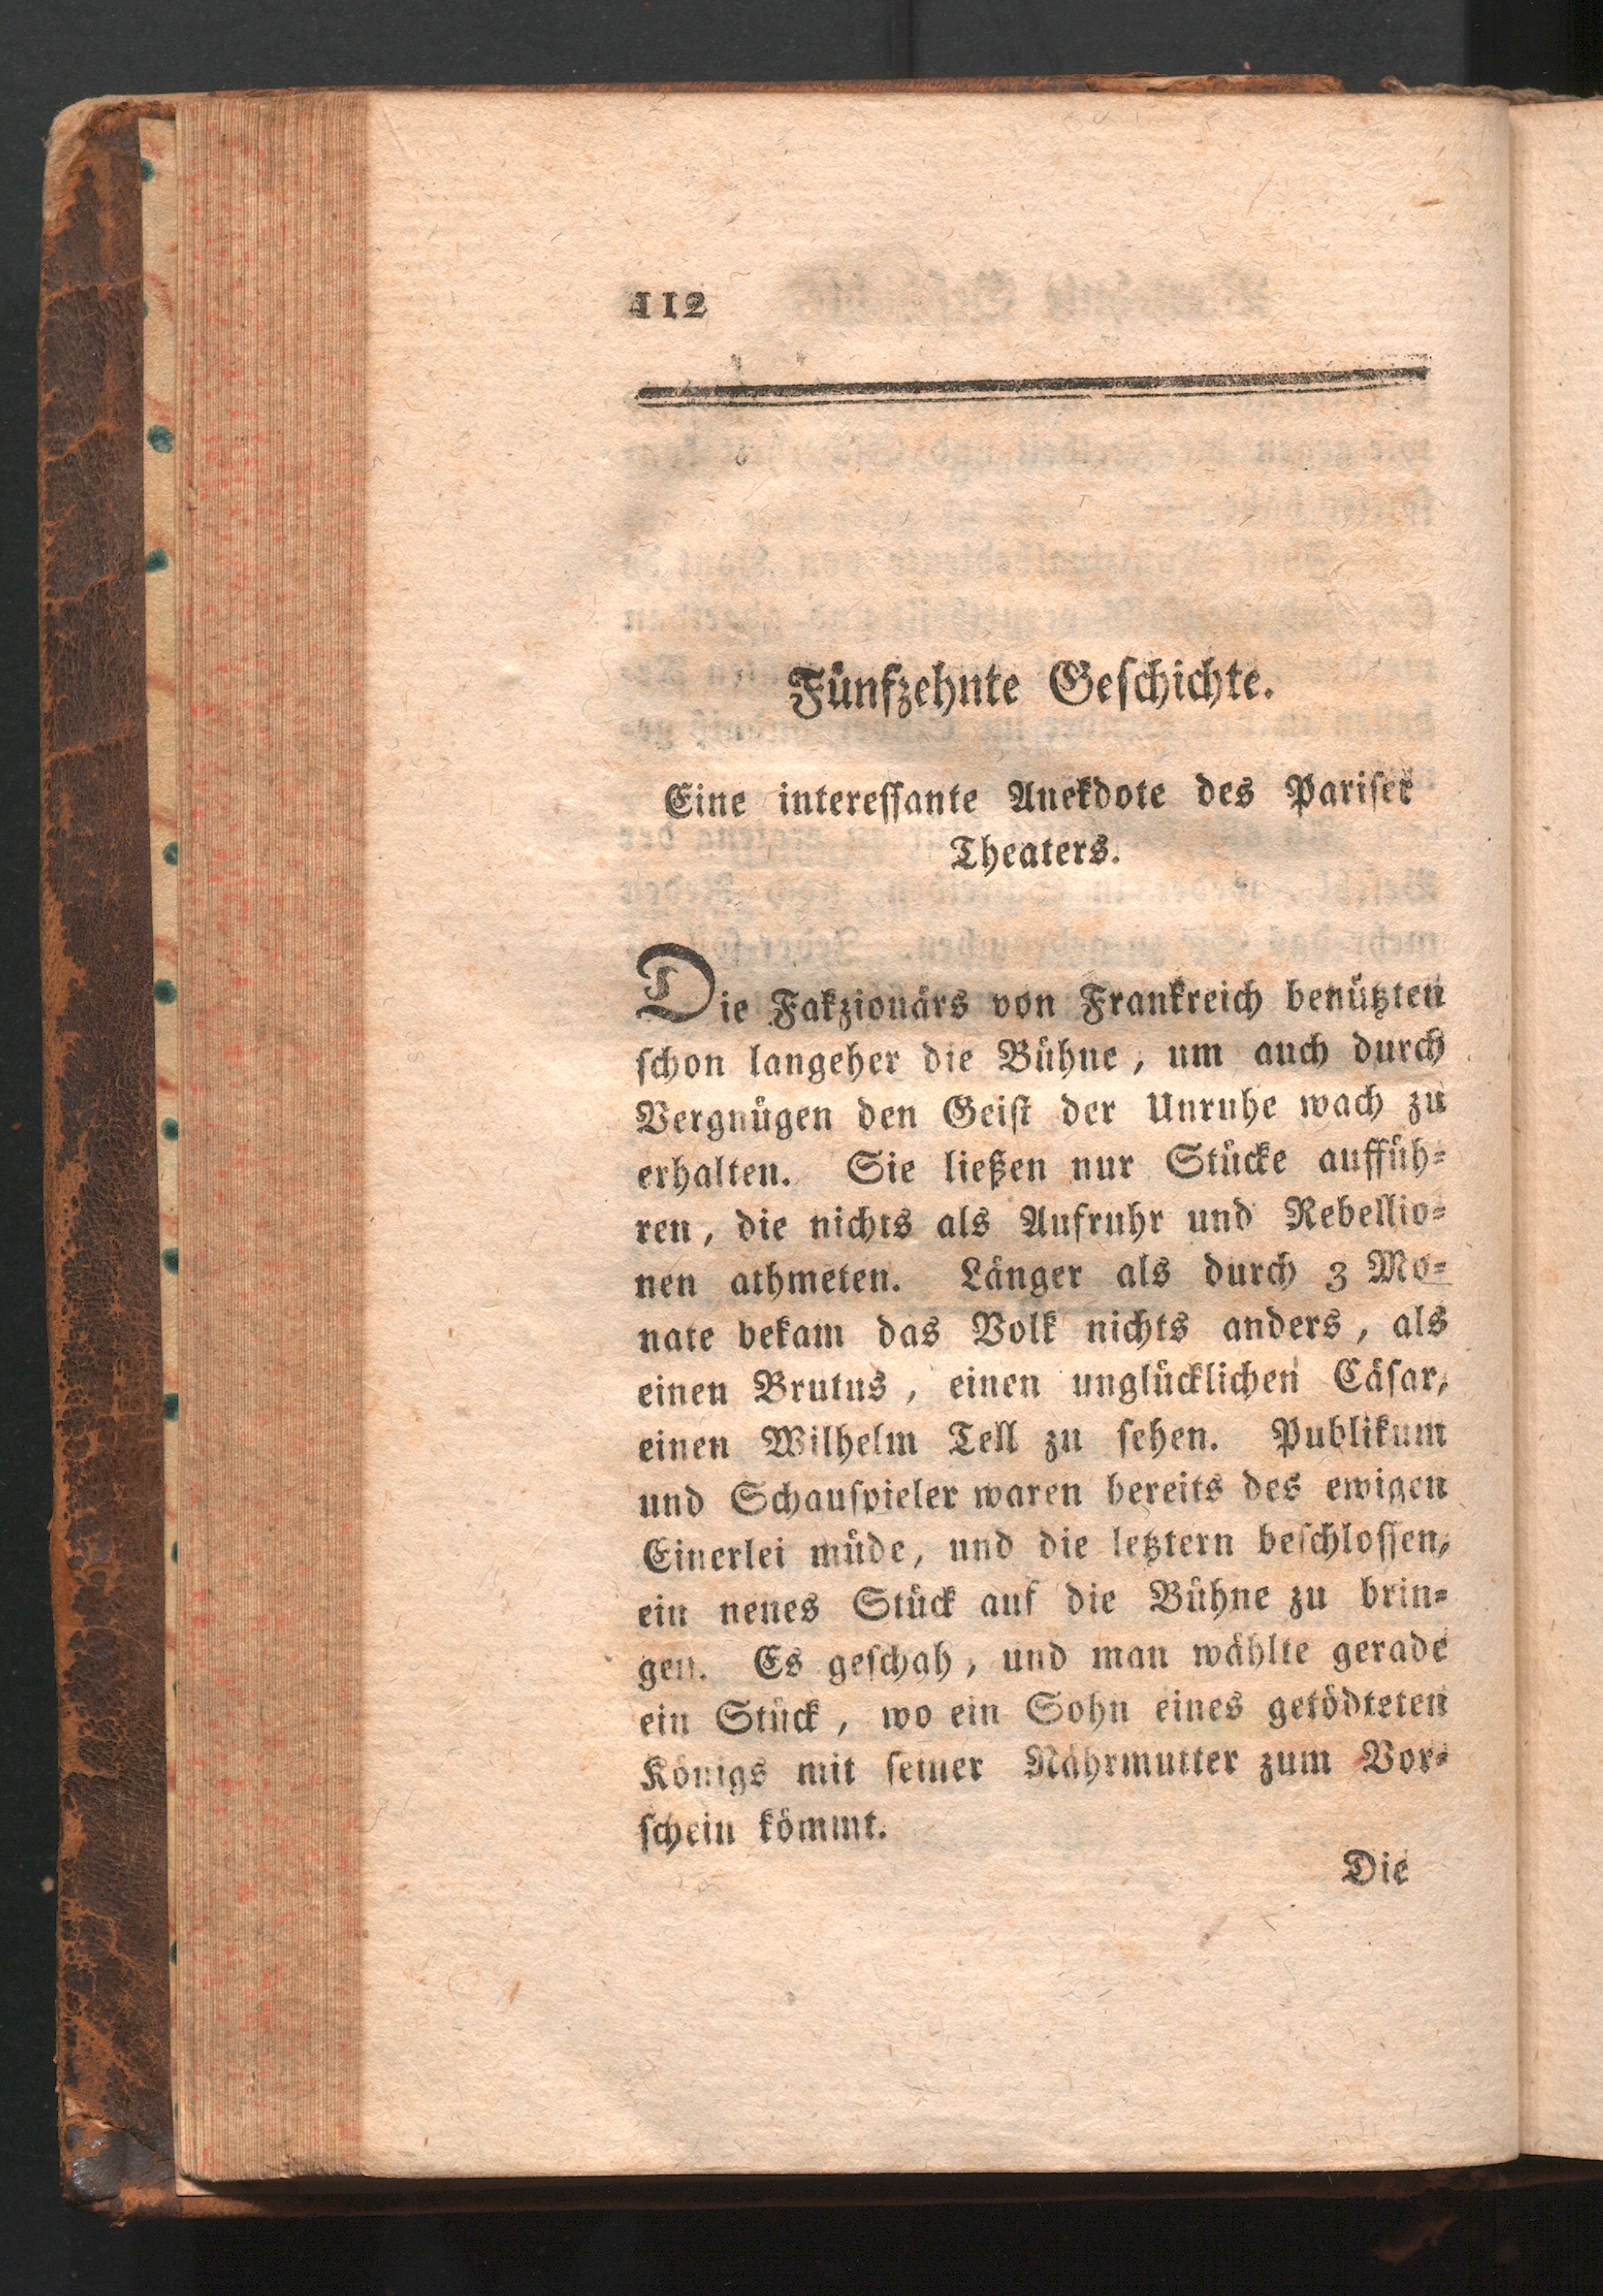 112
Fünfzehnte Geschichte.
Eine interessante Anekdote des Pariser
Theaters.
Die Fakzionärs von Frankreich benützten
schon langeher die Bühne, um auch durch
Vergnügen den Geist der Unruhe wach zu
erhalten. Sie ließen nur Stücke auffüh=
ren, die nichts als Aufruhr und Rebellio=
nen athmeten. Länger als durch 3 Mo=
nate bekam das Volk nichts anders, als
einen Brutus, einen unglücklichen Cäsar,
einen Wilhelm Tell zu sehen. Publikum
und Schauspieler waren bereits des ewigen
Einerlei müde, und die letztern beschlossen,
ein neues Stück auf die Bühne zu brin=
gen. Es geschah, und man wählte gerade
ein Stück, wo ein Sohn eines getödteten
Königs mit seiner Nährmutter zum Vor=
schein kömmt.
Die